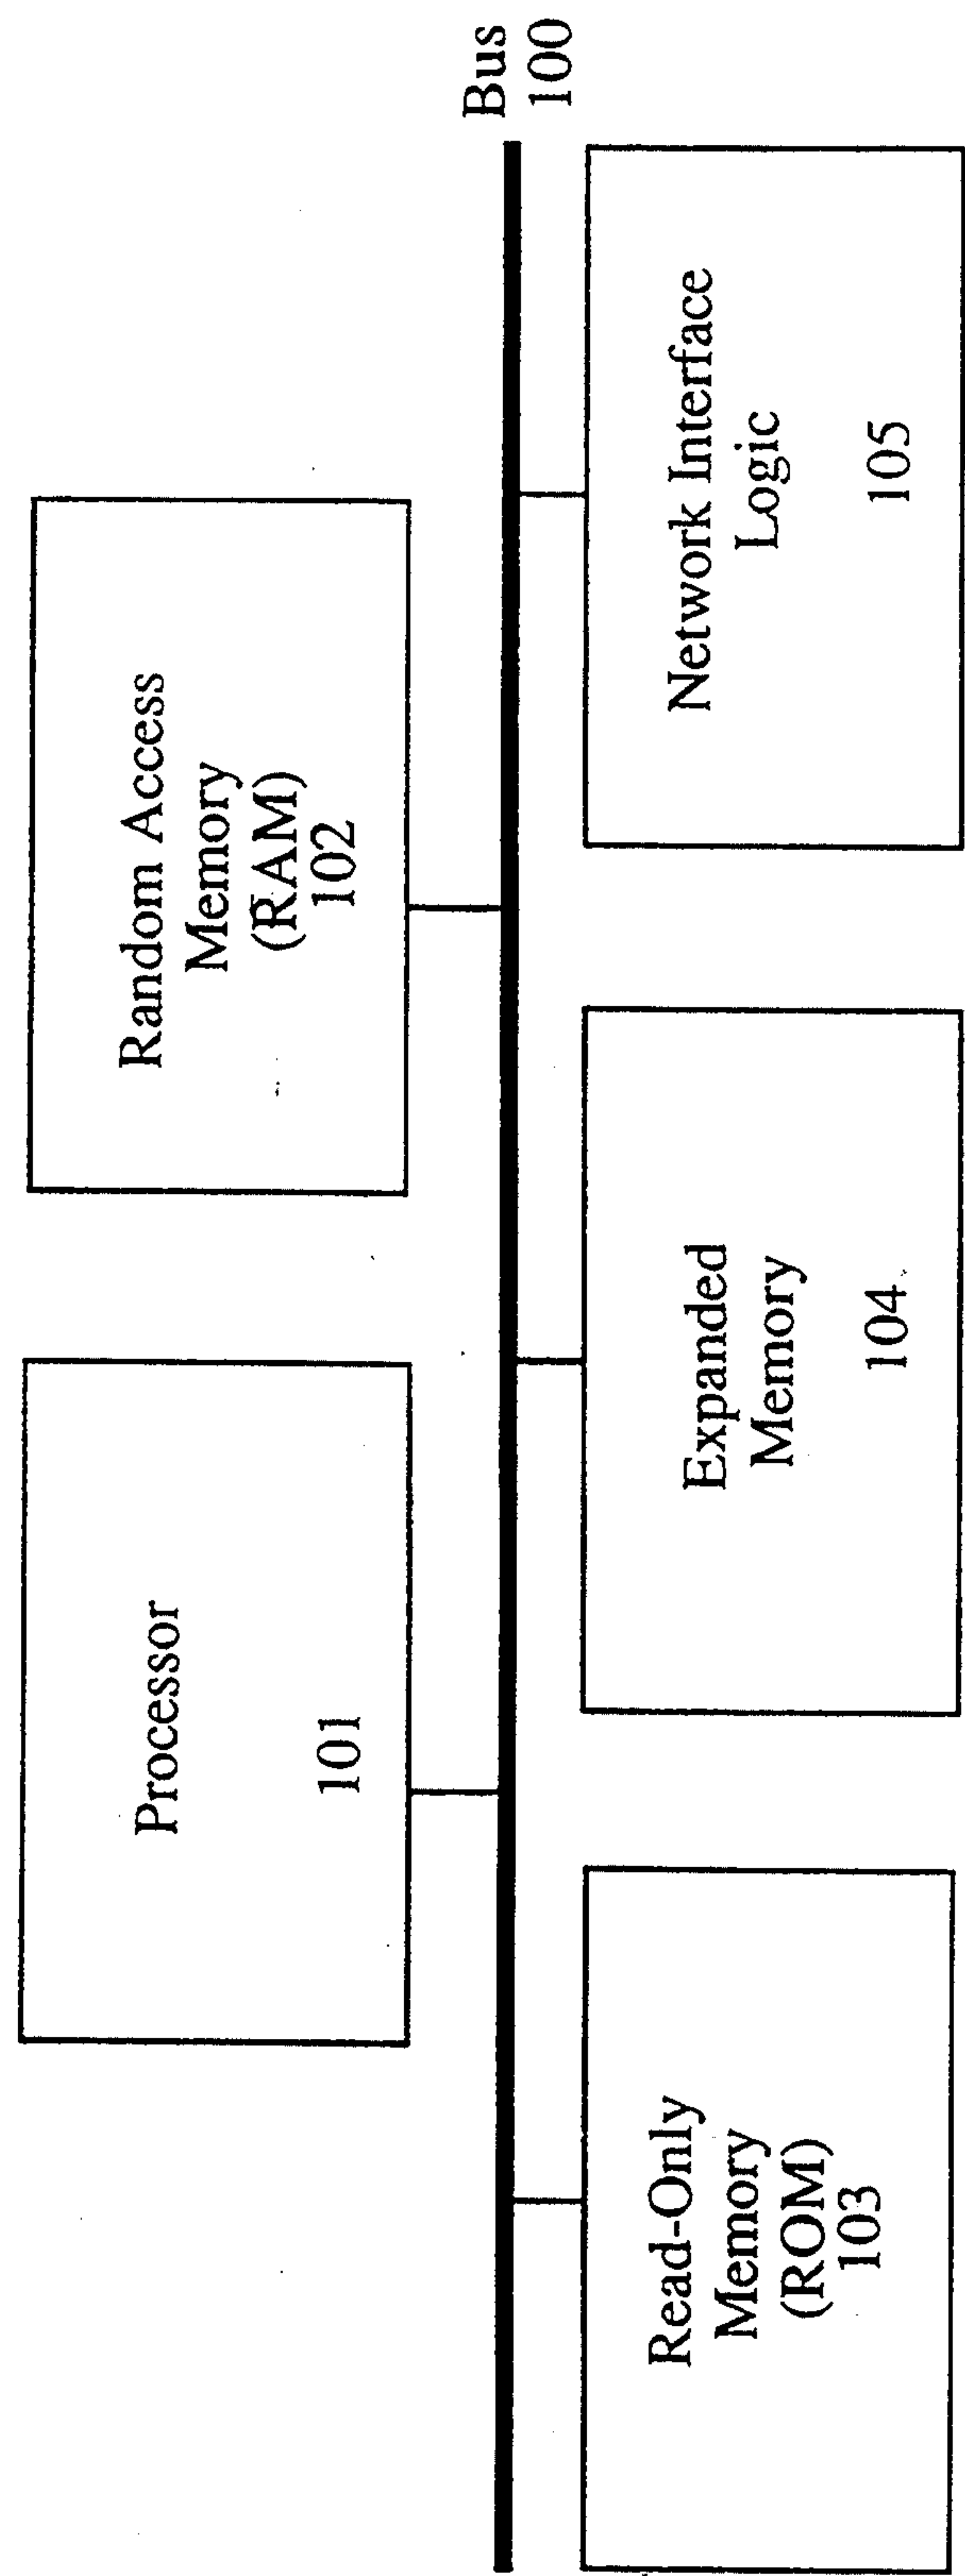 Processor
101
Random Access
Memory
(RAM)
102
Bus
100
Read-Only
Memory
(ROM)
103
Expanded
Memory
104
Network Interface
Logic
105